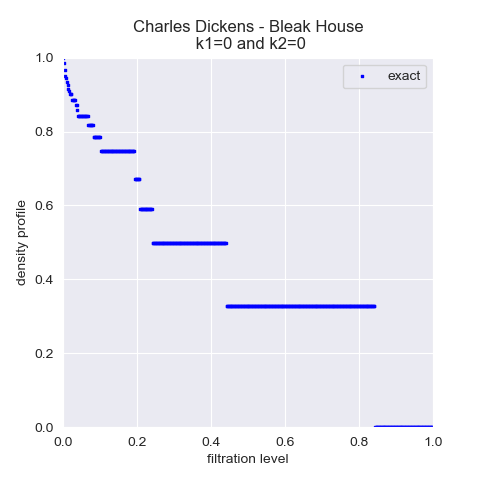 Charles Dickens - Bleak House
k1=0 and k2=0
exact
density profile
1.0
0.8
0.6
0.4
0.2
0.0
0.0 0.2 0.4 0.6 0.8 1.0
filtration level